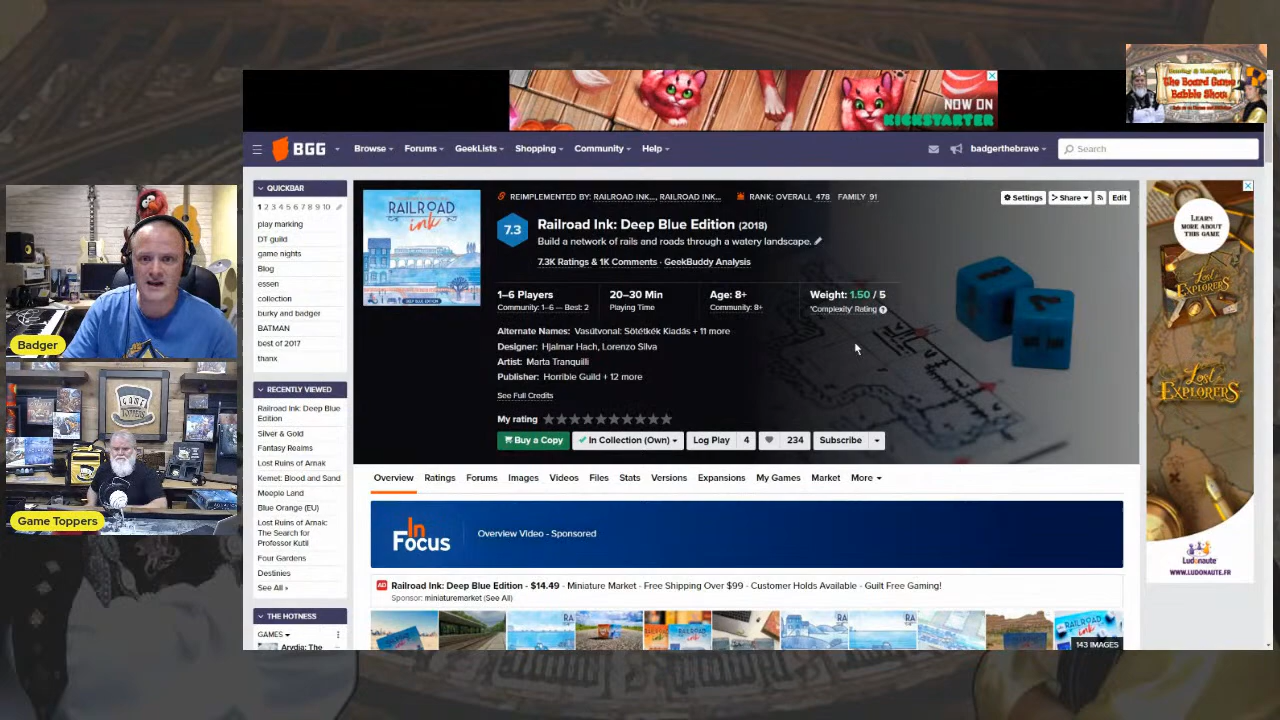 NOW ON
KICKSTARTER
The Board Game
Babble Show
BGG
Browse
Forums
GeekLists
Shopping
Community
Help
badgerthebrave
Search
QUICKBAR
1 2 3 4 5 6 7 8 9 10
play marking
DT guild
game nights
Blog
essen
collection
burky and badger
BATMAN
best of 2017
thanx
RECENTLY VIEWED
Railroad Ink: Deep Blue
Edition
Silver & Gold
Fantasy Realms
Lost Ruins of Arnak
Kemet: Blood and Sand
Meeple Land
Blue Orange (EU)
Lost Ruins of Arnak:
The Search for
Professor Kutil
Four Gardens
Destinies
See All »
THE HOTNESS
GAMES
Arydia: The
RAILROAD
ink
DEEP BLUE EDITION
REIMPLEMENTED BY: RAILROAD INK..., RAILROAD INK...
RANK: OVERALL 478 FAMILY 91
Settings
Share
Edit
7.3
Railroad Ink: Deep Blue Edition (2018)
Build a network of rails and roads through a watery landscape.
7.3K Ratings & 1K Comments · GeekBuddy Analysis
1–6 Players
Community: 1–6 — Best: 2
20–30 Min
Playing Time
Age: 8+
Community: 8+
Weight: 1.50 / 5
'Complexity' Rating
Alternate Names: Vasútvonal: Sötétkék Kiadás + 11 more
Designer: Hjalmar Hach, Lorenzo Silva
Artist: Marta Tranquilli
Publisher: Horrible Guild + 12 more
See Full Credits
My rating
Buy a Copy
In Collection (Own)
Log Play
4
234
Subscribe
Overview
Ratings
Forums
Images
Videos
Files
Stats
Versions
Expansions
My Games
Market
More
In
Focus
Overview Video - Sponsored
AD
Railroad Ink: Deep Blue Edition - $14.49 - Miniature Market - Free Shipping Over $99 - Customer Holds Available - Guilt Free Gaming!
Sponsor: miniaturemarket (See All)
143 IMAGES
LEARN
MORE ABOUT
THIS GAME
LOST
EXPLORERS
LOST
EXPLORERS
Ludonaute
WWW.LUDONAUTE.FR
Badger
GAME
TOPPERS
Game Toppers